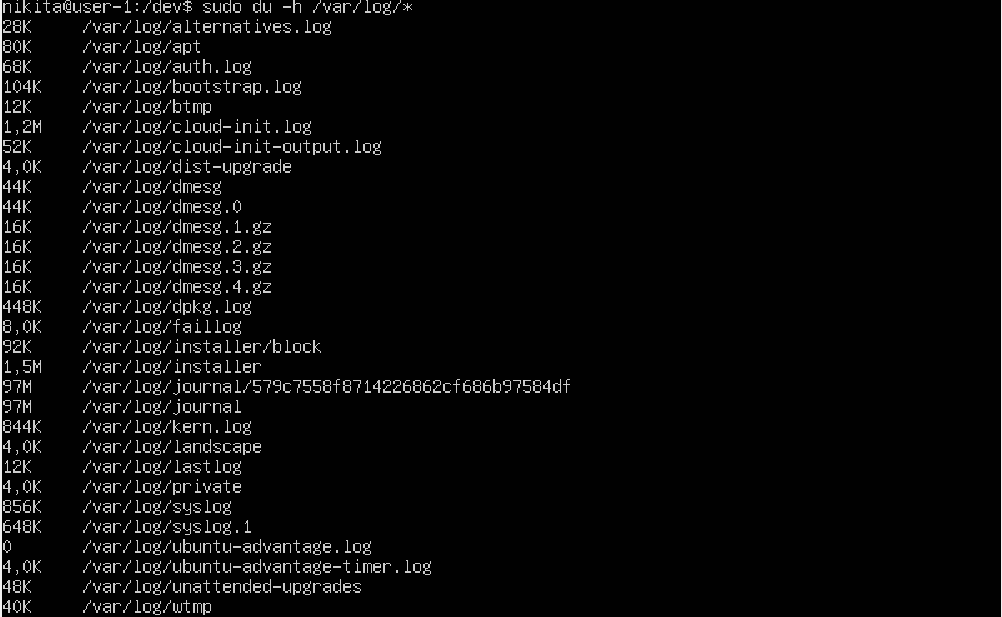 nikita@user-1:/dev$ sudo du -h /var/log/*
28K /var/log/alternatives.log
80K /var/log/apt
68K /var/log/auth.log
104K /var/log/bootstrap.log
12K /var/log/btmp
1,2M /var/log/cloud-init.log
52K /var/log/cloud-init-output.log
4,0K /var/log/dist-upgrade
44K /var/log/dmesg
44K /var/log/dmesg.0
16K /var/log/dmesg.1.gz
16K /var/log/dmesg.2.gz
16K /var/log/dmesg.3.gz
16K /var/log/dmesg.4.gz
448K /var/log/dpkg.log
8,0K /var/log/faillog
92K /var/log/installer/block
1,5M /var/log/installer
97M /var/log/journal/579c7558f8714226862cf686b97584df
97M /var/log/journal
844K /var/log/kern.log
4,0K /var/log/landscape
12K /var/log/lastlog
4,0K /var/log/private
856K /var/log/syslog
648K /var/log/syslog.1
0 /var/log/ubuntu-advantage.log
4,0K /var/log/ubuntu-advantage-timer.log
48K /var/log/unattended-upgrades
40K /var/log/wtmp